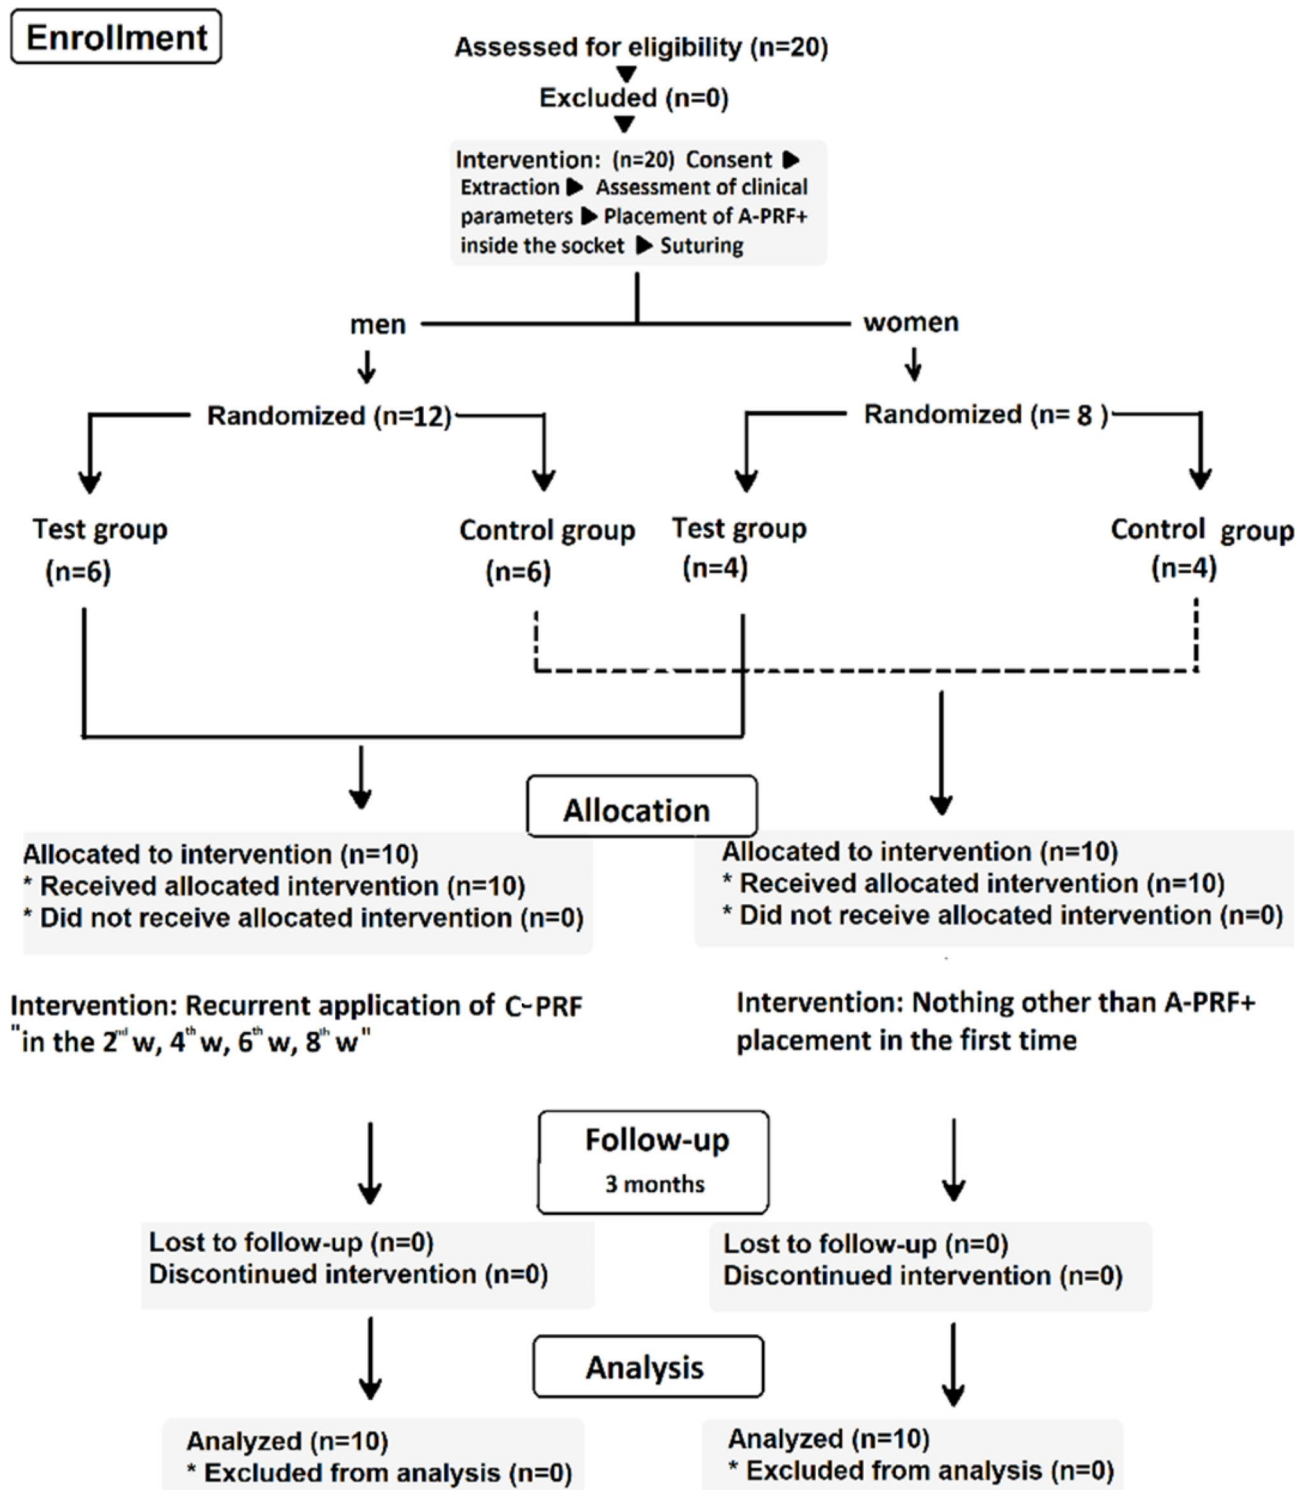 Enrollment
Assessed for eligibility (n=20)
Excluded (n=0)
Intervention: (n=20) Consent ▶
Extraction ▶ Assessment of clinical
parameters ▶ Placement of A-PRF+
inside the socket ▶ Suturing
men
women
Randomized (n=12)
Randomized (n= 8 )
Test group
(n=6)
Control group
(n=6)
Test group
(n=4)
Control group
(n=4)
Allocation
Allocated to intervention (n=10)
* Received allocated intervention (n=10)
* Did not receive allocated intervention (n=0)
Allocated to intervention (n=10)
* Received allocated intervention (n=10)
* Did not receive allocated intervention (n=0)
Intervention: Recurrent application of C-PRF
"in the 2nd w, 4th w, 6th w, 8th w"
Intervention: Nothing other than A-PRF+
placement in the first time
Follow-up
3 months
Lost to follow-up (n=0)
Discontinued intervention (n=0)
Lost to follow-up (n=0)
Discontinued intervention (n=0)
Analysis
Analyzed (n=10)
* Excluded from analysis (n=0)
Analyzed (n=10)
* Excluded from analysis (n=0)